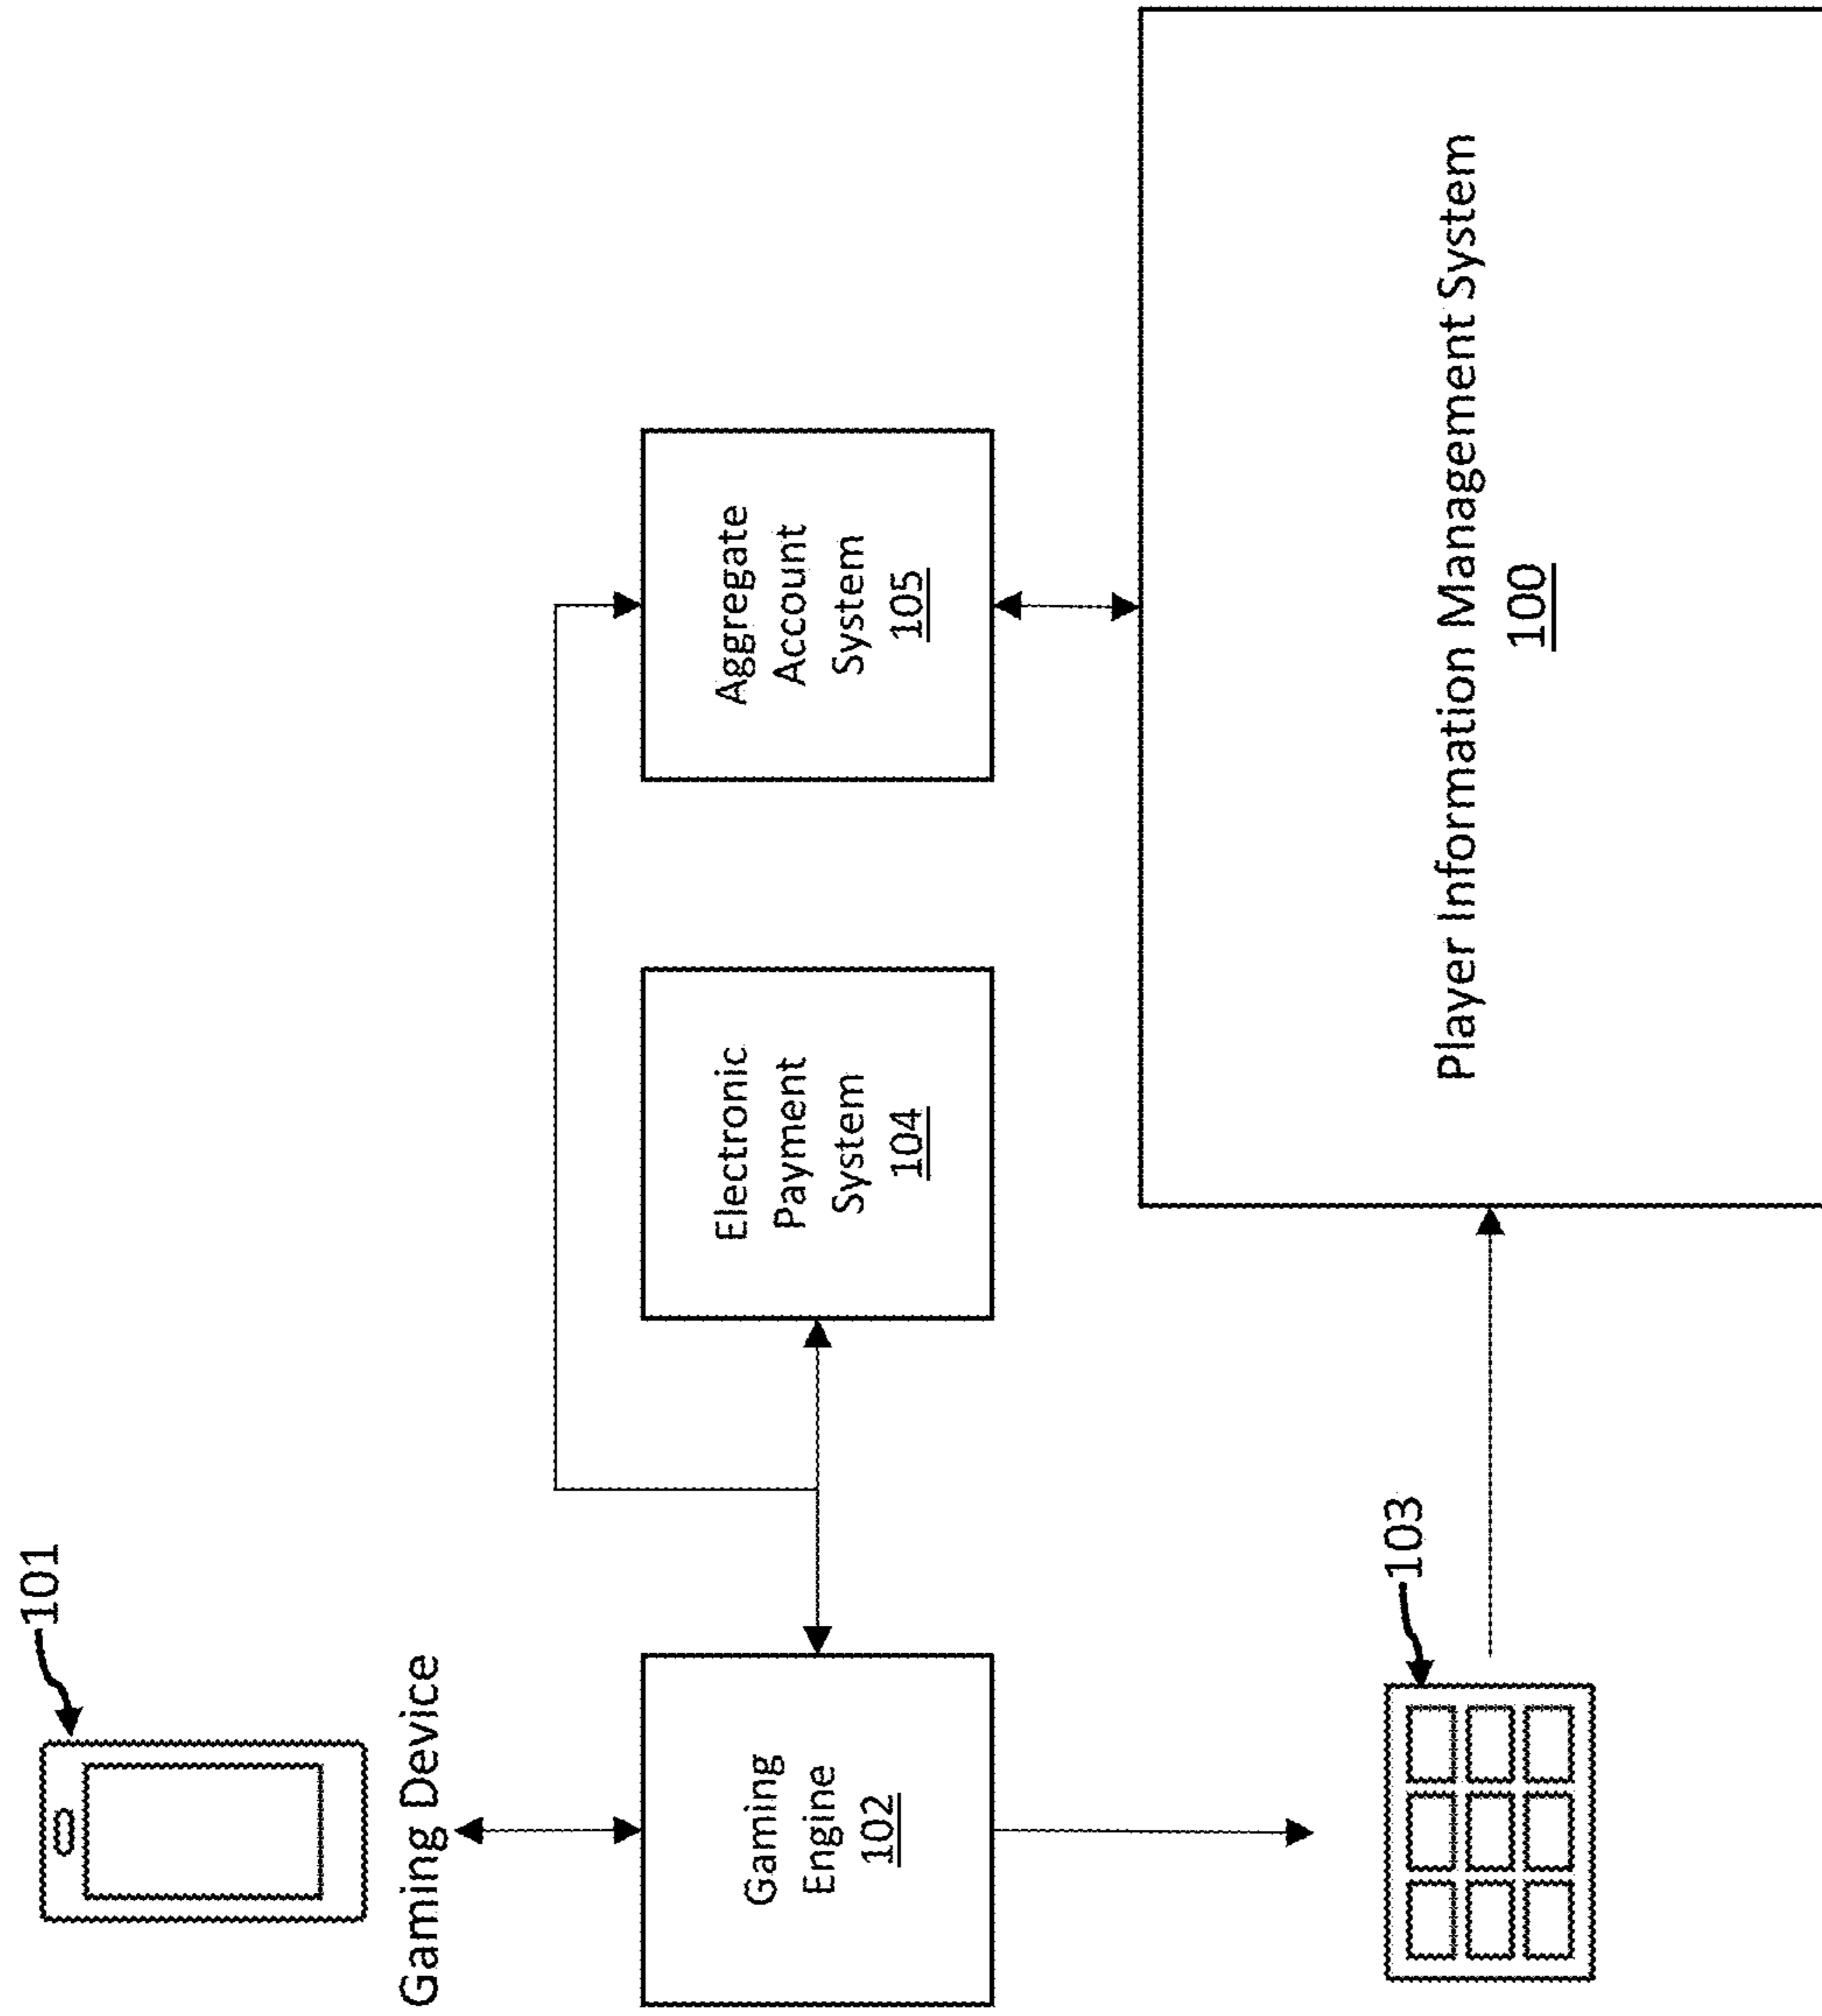 101
Gaming Device
Gaming
Engine
102
Electronic
Payment
System
104
Aggregate
Account
System
105
103
Player Information Management System
100